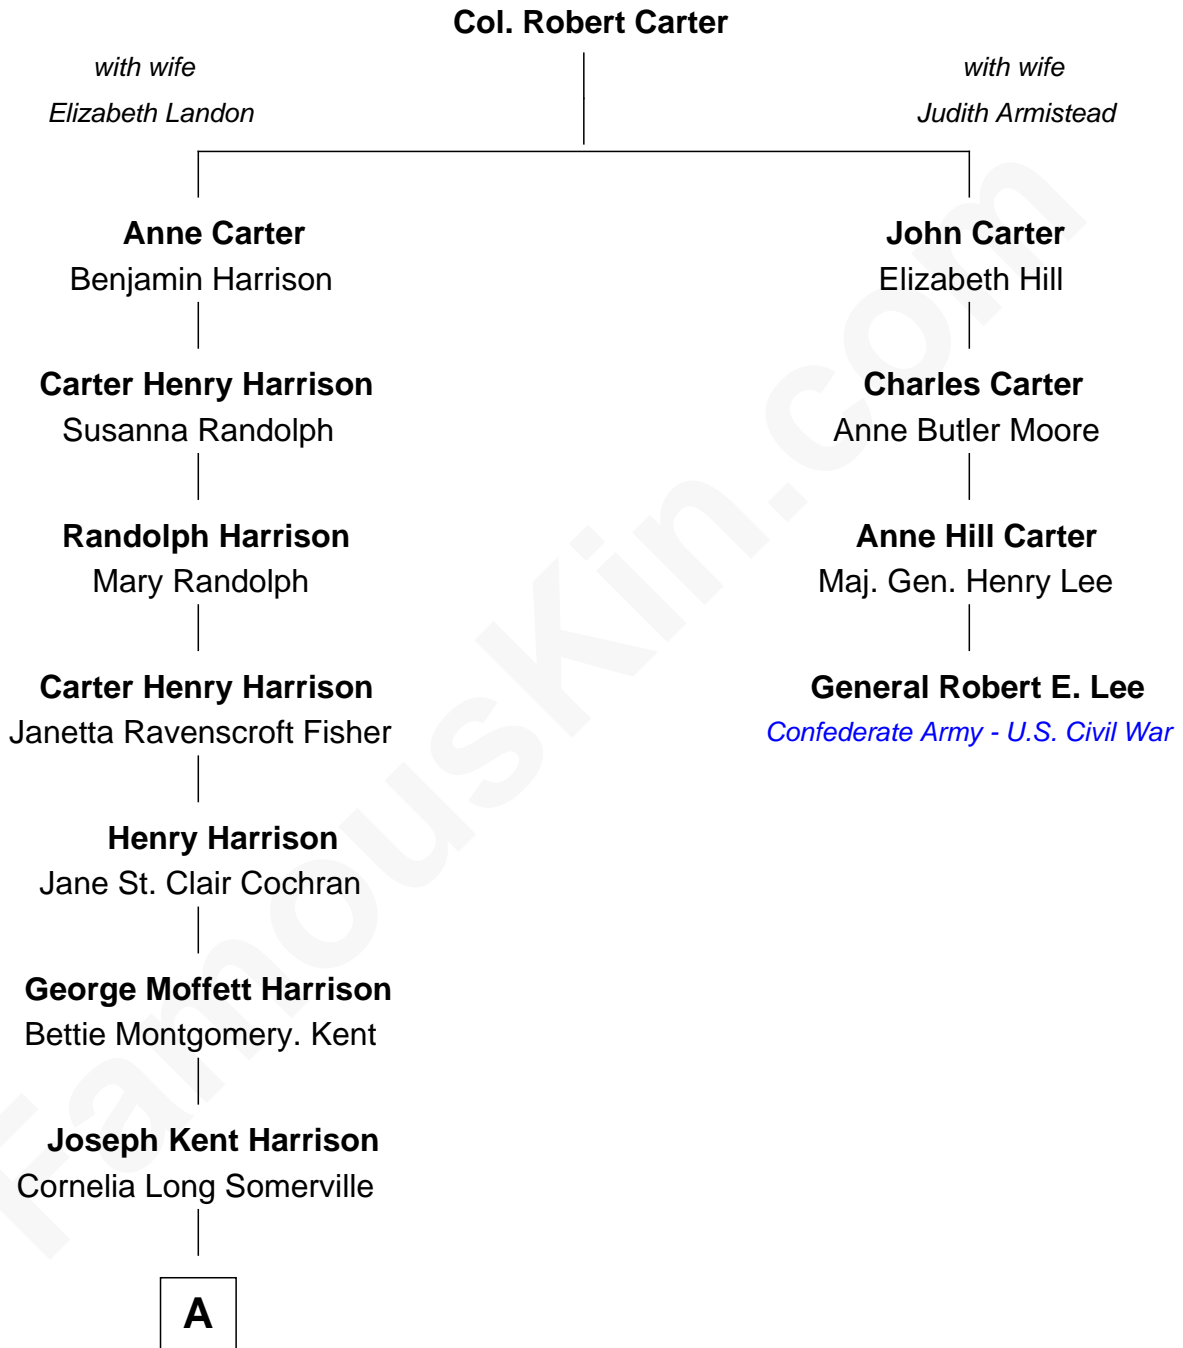 Col. Robert Carter
with wife
Elizabeth Landon
with wife
Judith Armistead
Anne Carter
Benjamin Harrison
John Carter
Elizabeth Hill
Carter Henry Harrison
Susanna Randolph
Charles Carter
Anne Butler Moore
Randolph Harrison
Mary Randolph
Anne Hill Carter
Maj. Gen. Henry Lee
Carter Henry Harrison
Janetta Ravenscroft Fisher
General Robert E. Lee
Confederate Army - U.S. Civil War
Henry Harrison
Jane St. Clair Cochran
George Moffett Harrison
Bettie Montgomery. Kent
Joseph Kent Harrison
Cornelia Long Somerville
A
FamousKin.com